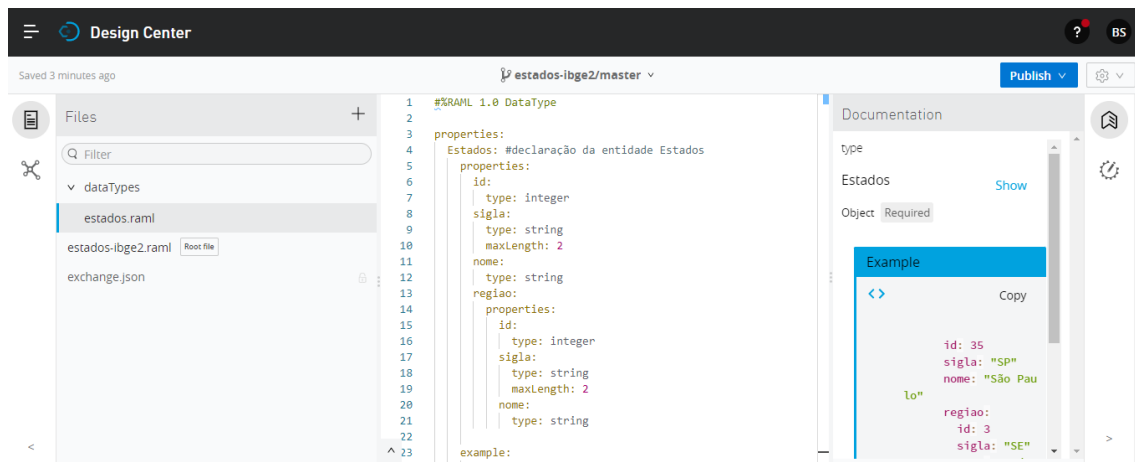 Design Center
?
BS
Saved 3 minutes ago
estados-ibge2/master
Publish
Files
+
Filter
dataTypes
estados.raml
estados-ibge2.raml Root file
exchange.json
1 #%RAML 1.0 DataType
2
3 properties:
4 Estados: #declaração da entidade Estados
5 properties:
6 id:
7 type: integer
8 sigla:
9 type: string
10 maxLength: 2
11 nome:
12 type: string
13 regiao:
14 properties:
15 id:
16 type: integer
17 sigla:
18 type: string
19 maxLength: 2
20 nome:
21 type: string
22
23 example:
Documentation
type
Estados Show
Object Required
Example
<> Copy
id: 35
sigla: "SP"
nome: "São Pau
lo"
regiao:
id: 3
sigla: "SE"